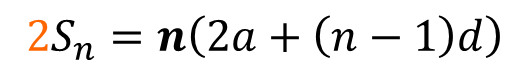 2Sₙ = n(2a + (n − 1)d)